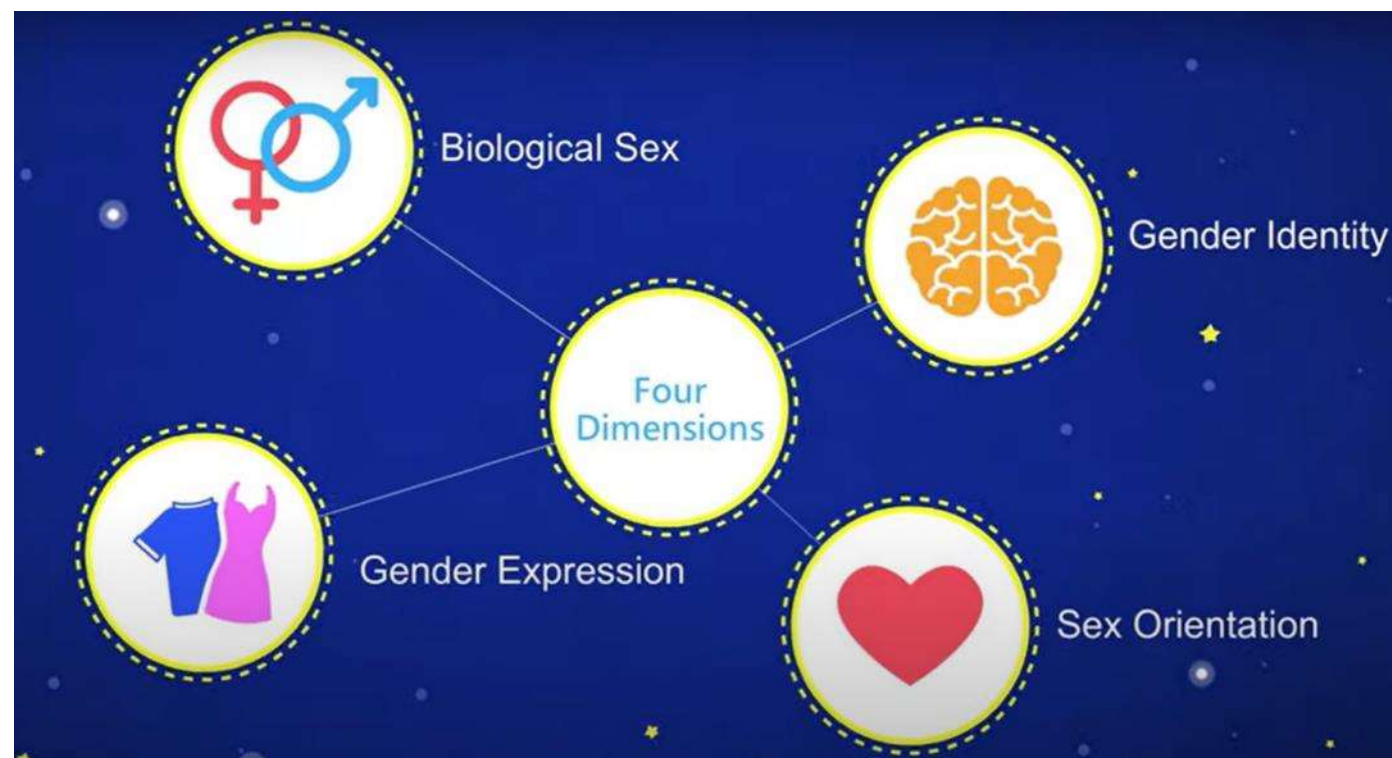 Biological Sex
Gender Identity
Four
Dimensions
Gender Expression
Sex Orientation